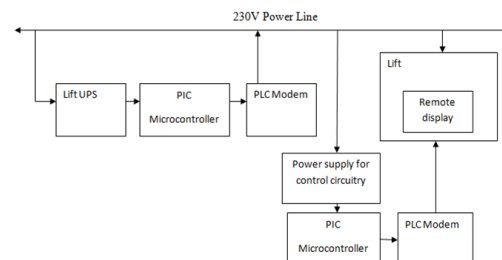 230V Power Line
Lift UPS
PIC
Microcontroller
PLC Modem
Lift
Remote
display
Power supply for
control circuitry
PIC
Microcontroller
PLC Modem